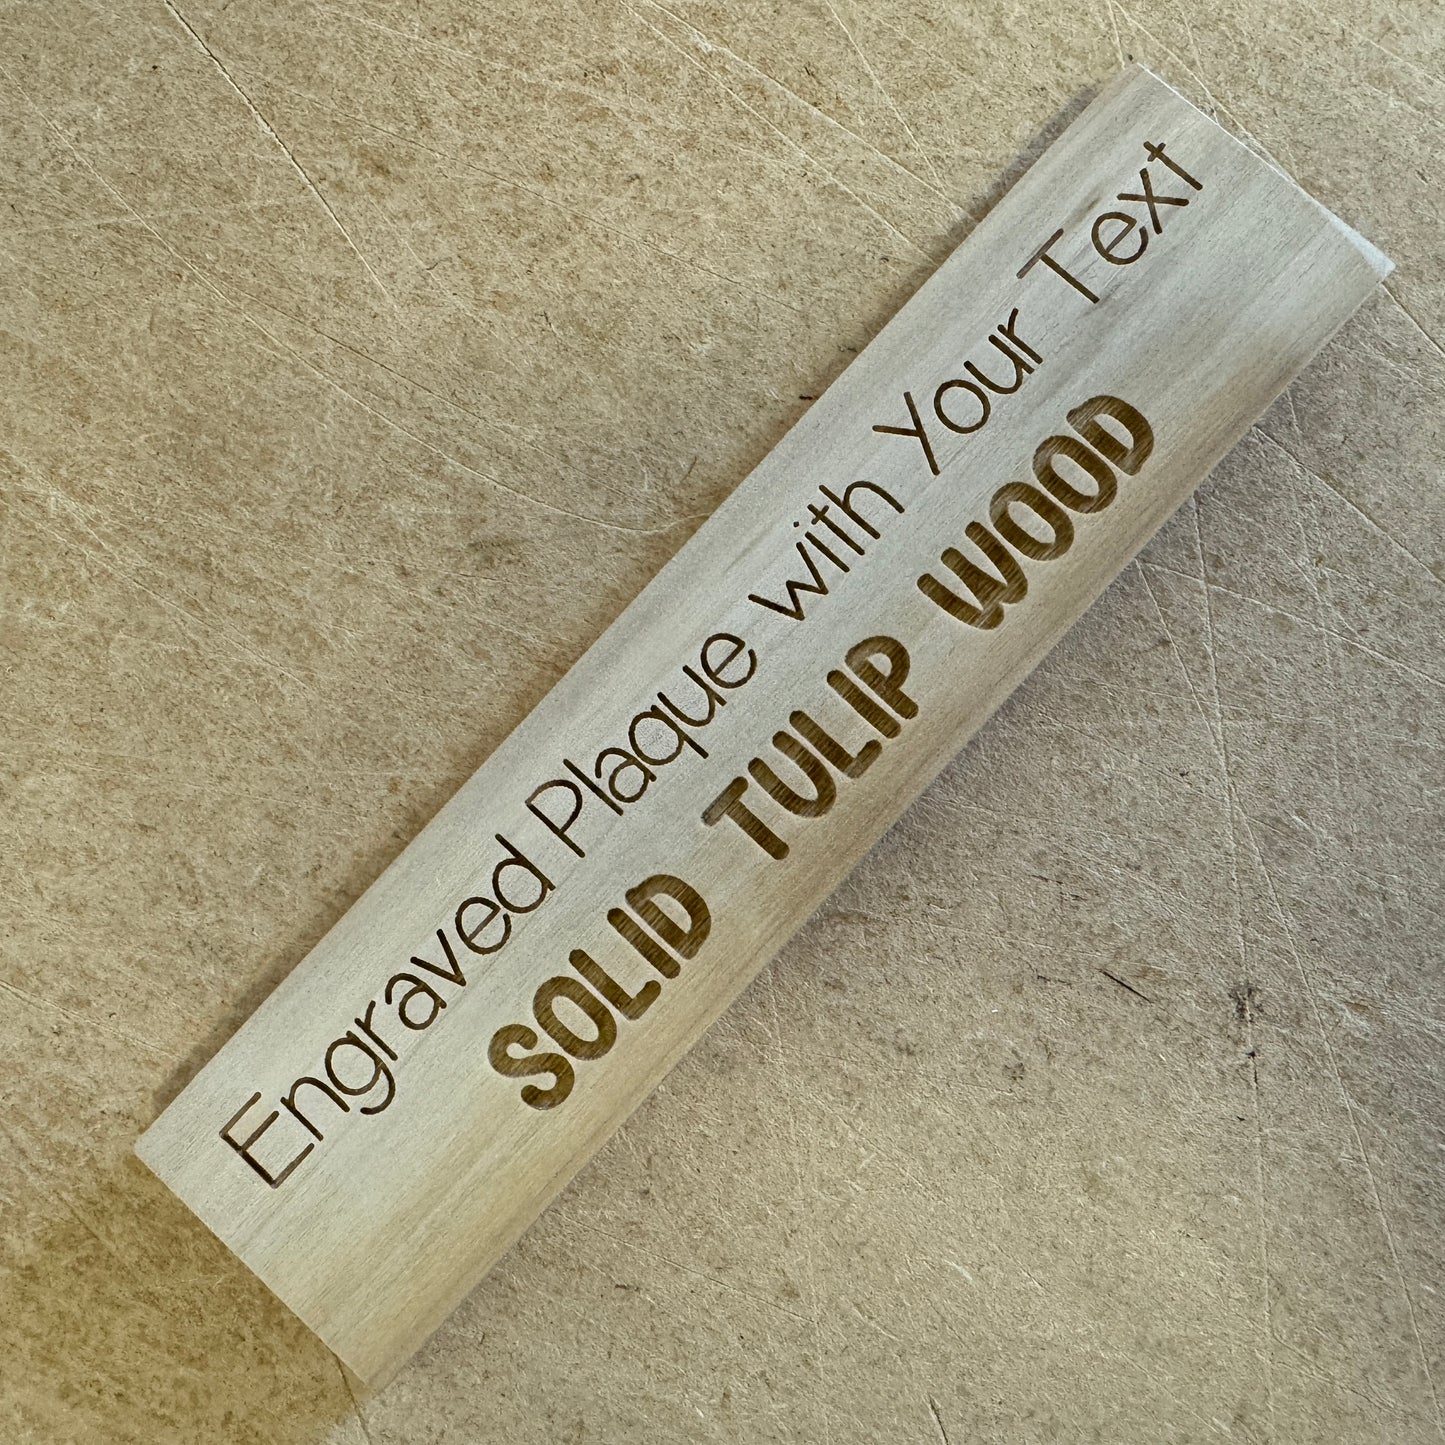 Engraved Plaque with Your Text
SOLID TULIP WOOD